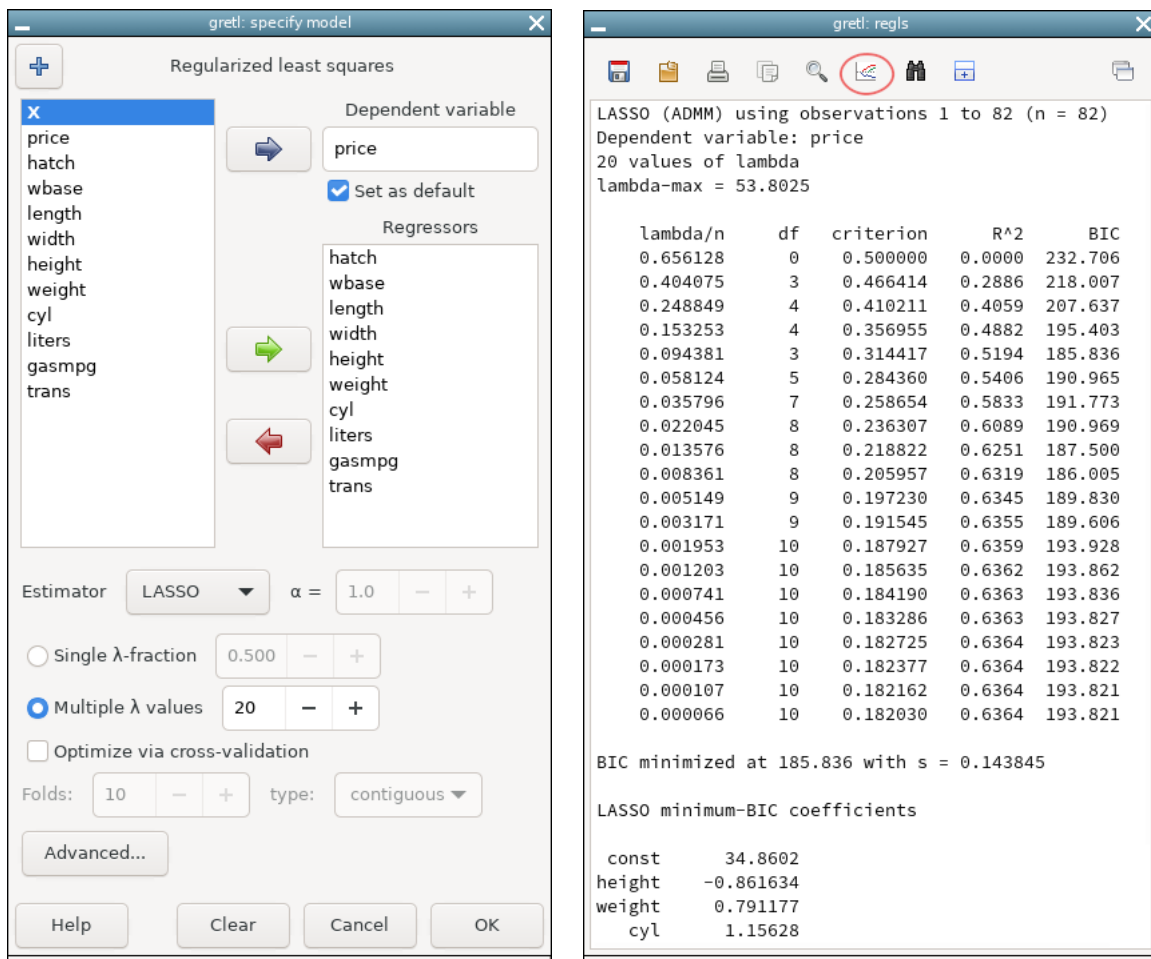 gretl: specify model
Regularized least squares
X
price
hatch
wbase
length
width
height
weight
cyl
liters
gasmpg
trans
Dependent variable
price
Set as default
Regressors
hatch
wbase
length
width
height
weight
cyl
liters
gasmpg
trans
Estimator LASSO α = 1.0 − +
Single λ-fraction 0.500 − +
Multiple λ values 20 − +
Optimize via cross-validation
Folds: 10 − + type: contiguous
Advanced...
Help Clear Cancel OK
gretl: regls
LASSO (ADMM) using observations 1 to 82 (n = 82)
Dependent variable: price
20 values of lambda
lambda-max = 53.8025
lambda/n df criterion R^2 BIC
0.656128 0 0.500000 0.0000 232.706
0.404075 3 0.466414 0.2886 218.007
0.248849 4 0.410211 0.4059 207.637
0.153253 4 0.356955 0.4882 195.403
0.094381 3 0.314417 0.5194 185.836
0.058124 5 0.284360 0.5406 190.965
0.035796 7 0.258654 0.5833 191.773
0.022045 8 0.236307 0.6089 190.969
0.013576 8 0.218822 0.6251 187.500
0.008361 8 0.205957 0.6319 186.005
0.005149 9 0.197230 0.6345 189.830
0.003171 9 0.191545 0.6355 189.606
0.001953 10 0.187927 0.6359 193.928
0.001203 10 0.185635 0.6362 193.862
0.000741 10 0.184190 0.6363 193.836
0.000456 10 0.183286 0.6363 193.827
0.000281 10 0.182725 0.6364 193.823
0.000173 10 0.182377 0.6364 193.822
0.000107 10 0.182162 0.6364 193.821
0.000066 10 0.182030 0.6364 193.821
BIC minimized at 185.836 with s = 0.143845
LASSO minimum-BIC coefficients
const 34.8602
height -0.861634
weight 0.791177
cyl 1.15628